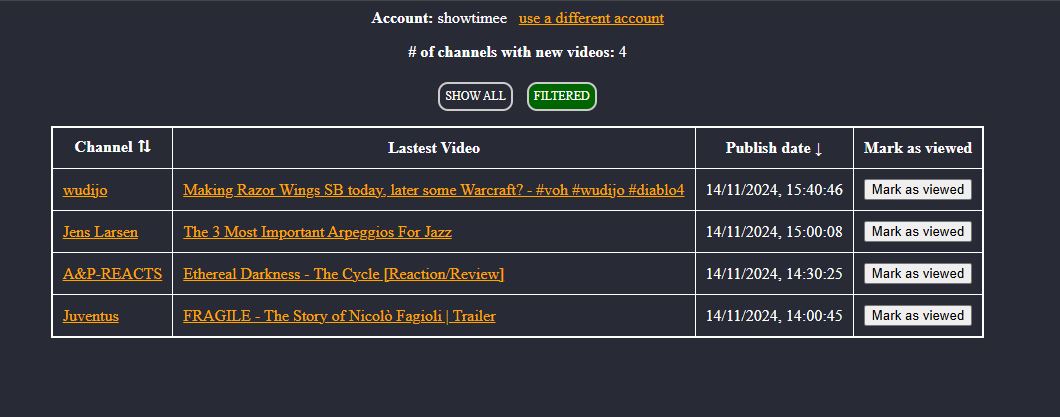 Account: showtimee use a different account
# of channels with new videos: 4
SHOW ALL FILTERED
Channel ⇅ Lastest Video Publish date ↓ Mark as viewed
wudijo Making Razor Wings SB today, later some Warcraft? - #voh #wudijo #diablo4 14/11/2024, 15:40:46 Mark as viewed
Jens Larsen The 3 Most Important Arpeggios For Jazz 14/11/2024, 15:00:08 Mark as viewed
A&P-REACTS Ethereal Darkness - The Cycle [Reaction/Review] 14/11/2024, 14:30:25 Mark as viewed
Juventus FRAGILE - The Story of Nicolò Fagioli | Trailer 14/11/2024, 14:00:45 Mark as viewed